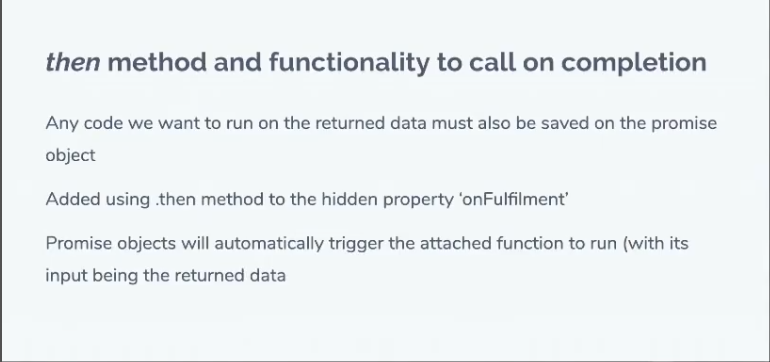 then method and functionality to call on completion
Any code we want to run on the returned data must also be saved on the promise
object
Added using .then method to the hidden property ‘onFulfilment’
Promise objects will automatically trigger the attached function to run (with its
input being the returned data